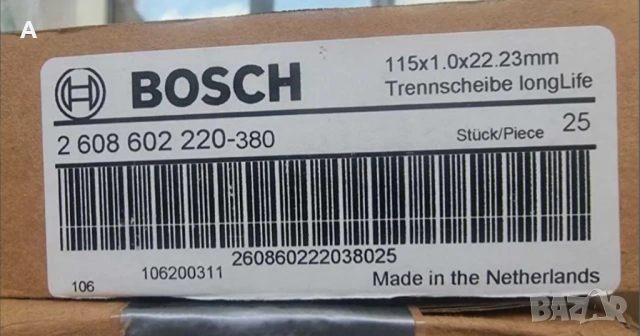 A
BOSCH
115x1.0x22.23mm
Trennscheibe longLife
2 608 602 220-380
Stück/Piece 25
260860222038025
106 106200311
Made in the Netherlands
BAZAR